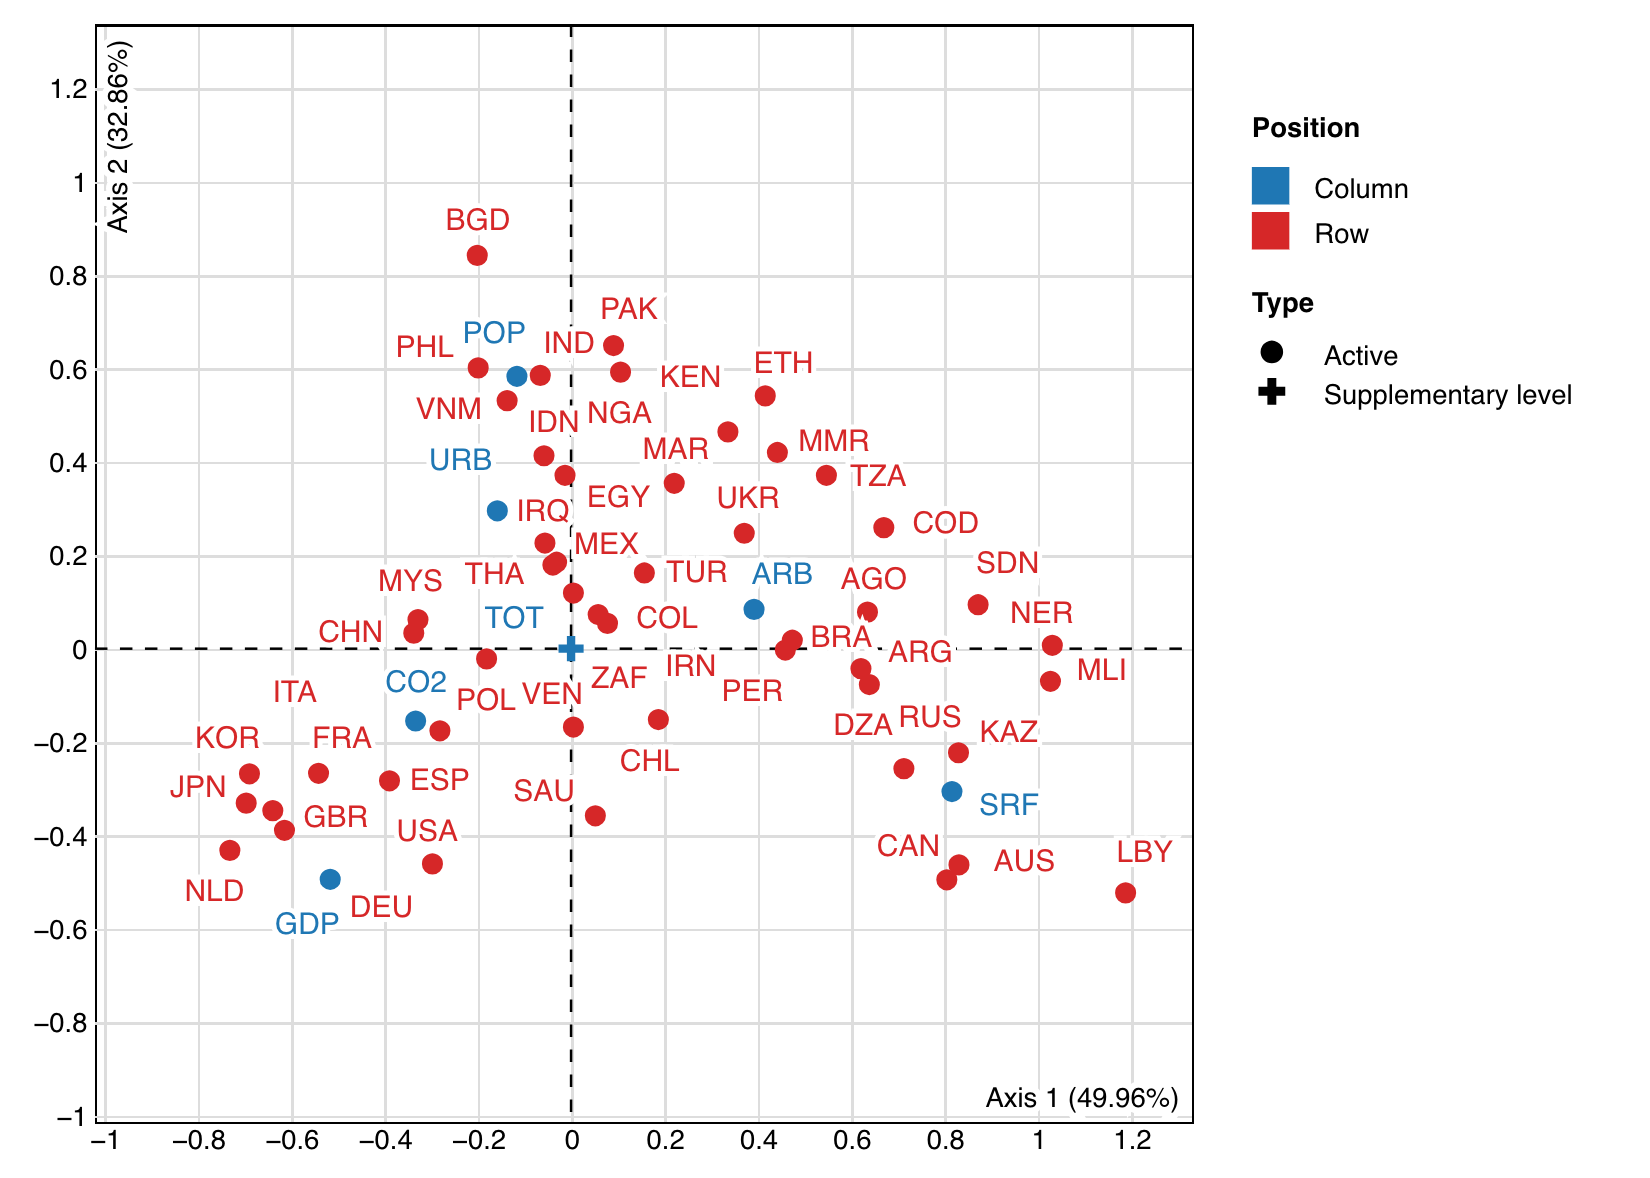 Axis 2 (32.86%)
1.2
1
0.8
0.6
0.4
0.2
0
−0.2
−0.4
−0.6
−0.8
−1
BGD
PAK
POP
IND
PHL
ETH
KEN
VNM
IDN
NGA
MAR
MMR
URB
TZA
EGY
UKR
IRQ
COD
MEX
SDN
THA
TUR
ARB
MYS
AGO
NER
TOT
COL
CHN
BRA
ARG
IRN
MLI
CO2
ZAF
ITA
PER
POL
VEN
RUS
DZA
KAZ
KOR
FRA
CHL
ESP
JPN
SAU
SRF
GBR
USA
CAN
LBY
AUS
NLD
DEU
GDP
Axis 1 (49.96%)
−1
−0.8
−0.6
−0.4
−0.2
0
0.2
0.4
0.6
0.8
1
1.2
Position
Column
Row
Type
Active
Supplementary level